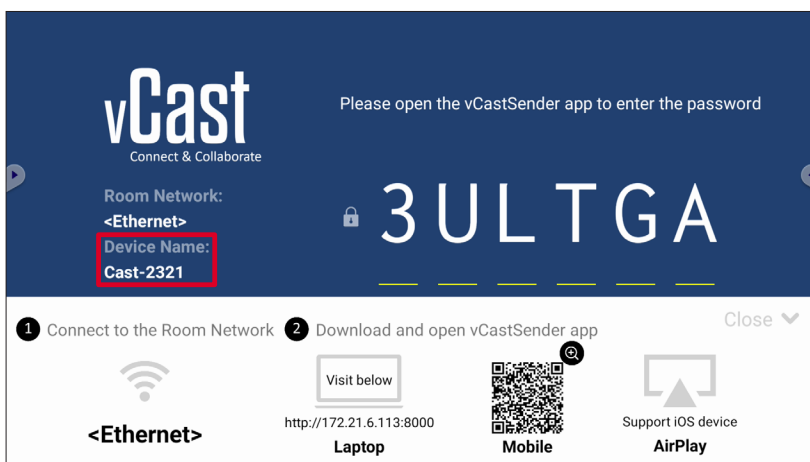 vCast
Connect & Collaborate
Please open the vCastSender app to enter the password
Room Network:
<Ethernet>
Device Name:
Cast-2321
3ULTGA
Close
1 Connect to the Room Network
2 Download and open vCastSender app
<Ethernet>
Visit below
http://172.21.6.113:8000
Laptop
Mobile
Support iOS device
AirPlay